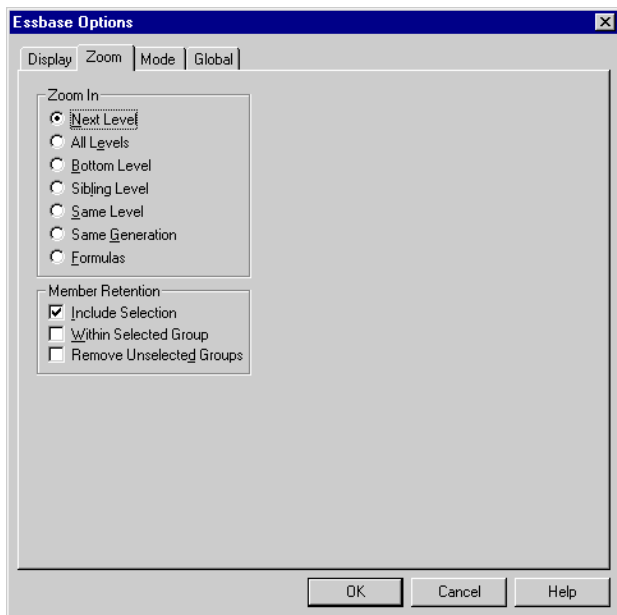 Essbase Options
Display Zoom Mode Global
Zoom In
Next Level
All Levels
Bottom Level
Sibling Level
Same Level
Same Generation
Formulas
Member Retention
Include Selection
Within Selected Group
Remove Unselected Groups
OK Cancel Help